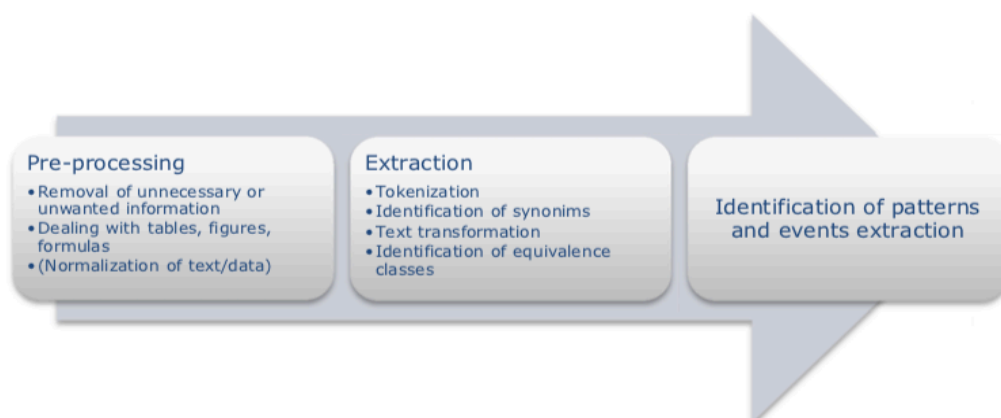 Pre-processing
•Removal of unnecessary or
unwanted information
•Dealing with tables, figures,
formulas
•(Normalization of text/data)
Extraction
•Tokenization
•Identification of synonims
•Text transformation
•Identification of equivalence
classes
Identification of patterns
and events extraction